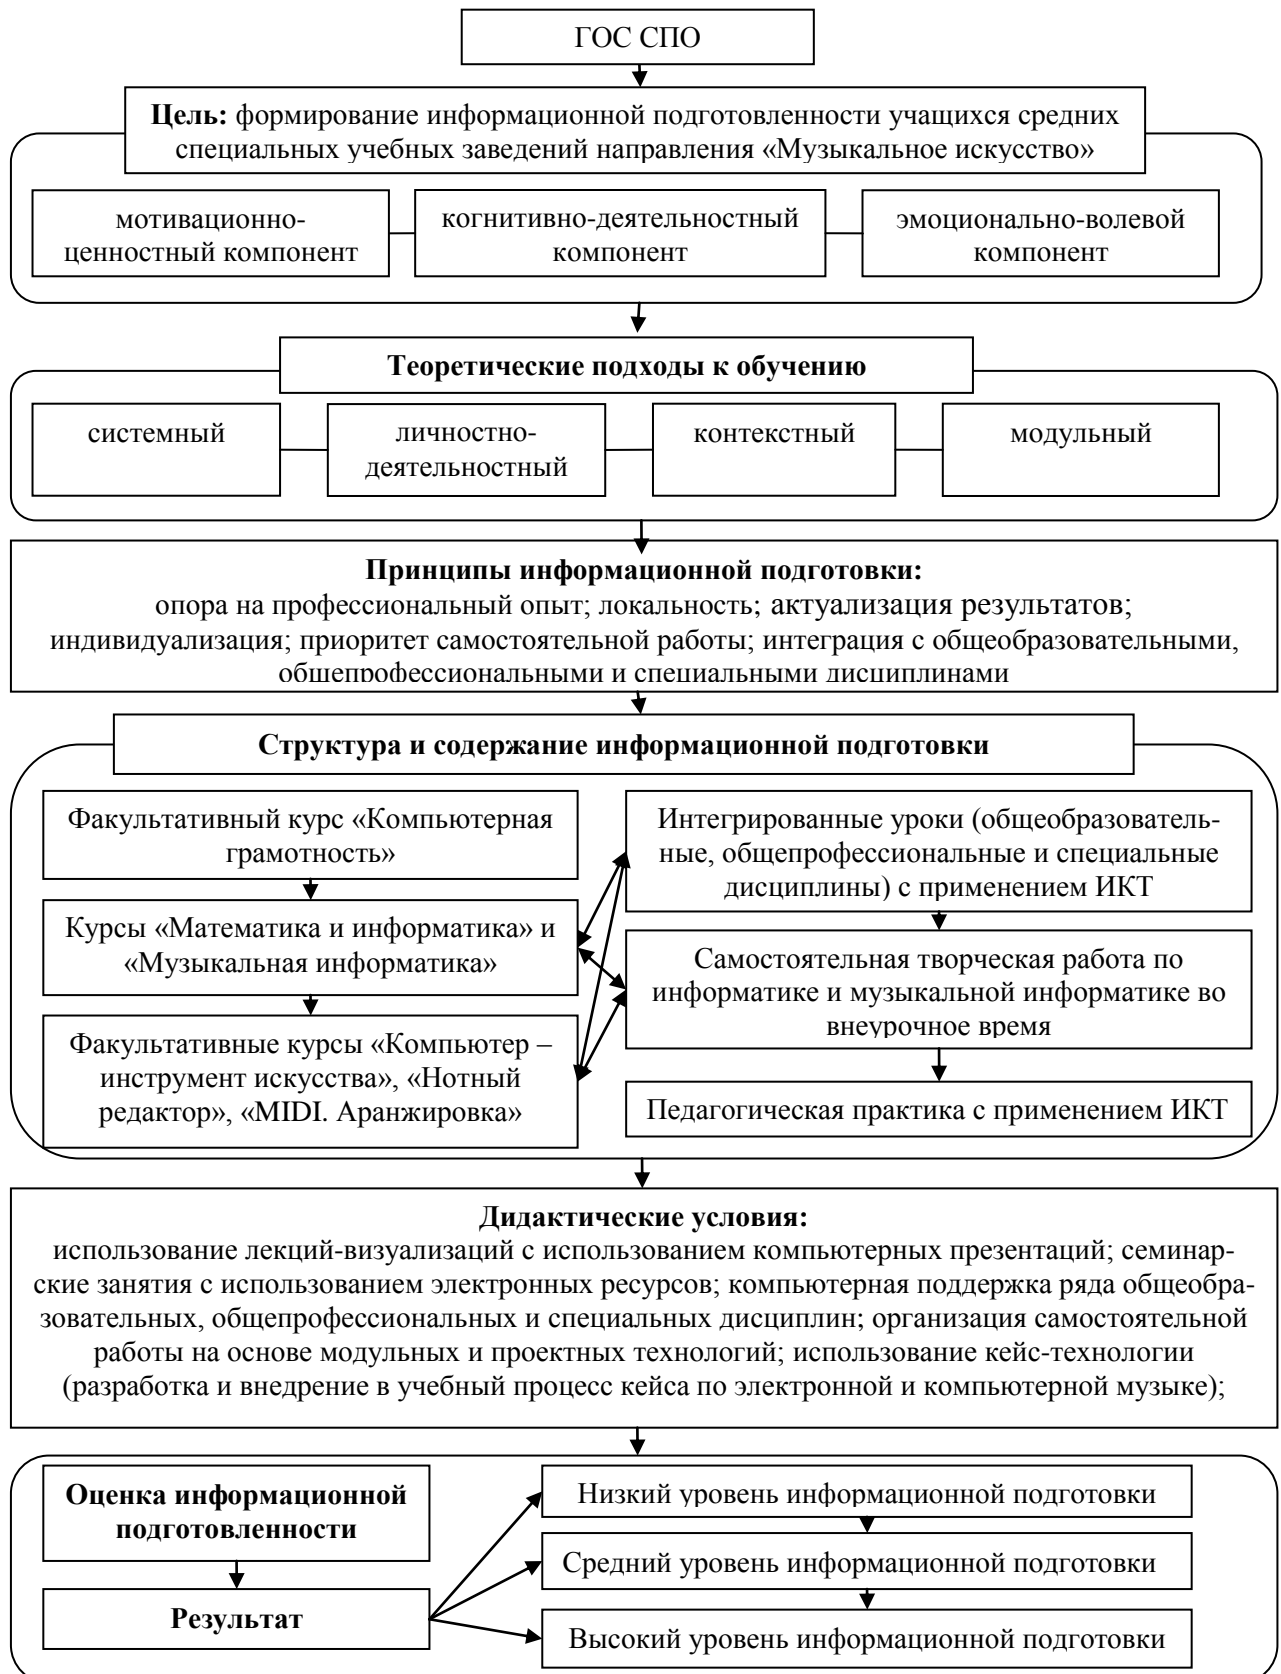 ГОС СПО
Цель: формирование информационной подготовленности учащихся средних
специальных учебных заведений направления «Музыкальное искусство»
мотивационно-
ценностный компонент
когнитивно-деятельностный
компонент
эмоционально-волевой
компонент
Теоретические подходы к обучению
системный
личностно-
деятельностный
контекстный
модульный
Принципы информационной подготовки:
опора на профессиональный опыт; локальность; актуализация результатов;
индивидуализация; приоритет самостоятельной работы; интеграция с общеобразовательными,
общепрофессиональными и специальными дисциплинами
Структура и содержание информационной подготовки
Факультативный курс «Компьютерная
грамотность»
Курсы «Математика и информатика» и
«Музыкальная информатика»
Факультативные курсы «Компьютер –
инструмент искусства», «Нотный
редактор», «MIDI. Аранжировка»
Интегрированные уроки (общеобразователь-
ные, общепрофессиональные и специальные
дисциплины) с применением ИКТ
Самостоятельная творческая работа по
информатике и музыкальной информатике во
внеурочное время
Педагогическая практика с применением ИКТ
Дидактические условия:
использование лекций-визуализаций с использованием компьютерных презентаций; семинар-
ские занятия с использованием электронных ресурсов; компьютерная поддержка ряда общеобра-
зовательных, общепрофессиональных и специальных дисциплин; организация самостоятельной
работы на основе модульных и проектных технологий; использование кейс-технологии
(разработка и внедрение в учебный процесс кейса по электронной и компьютерной музыке);
Оценка информационной
подготовленности
Результат
Низкий уровень информационной подготовки
Средний уровень информационной подготовки
Высокий уровень информационной подготовки